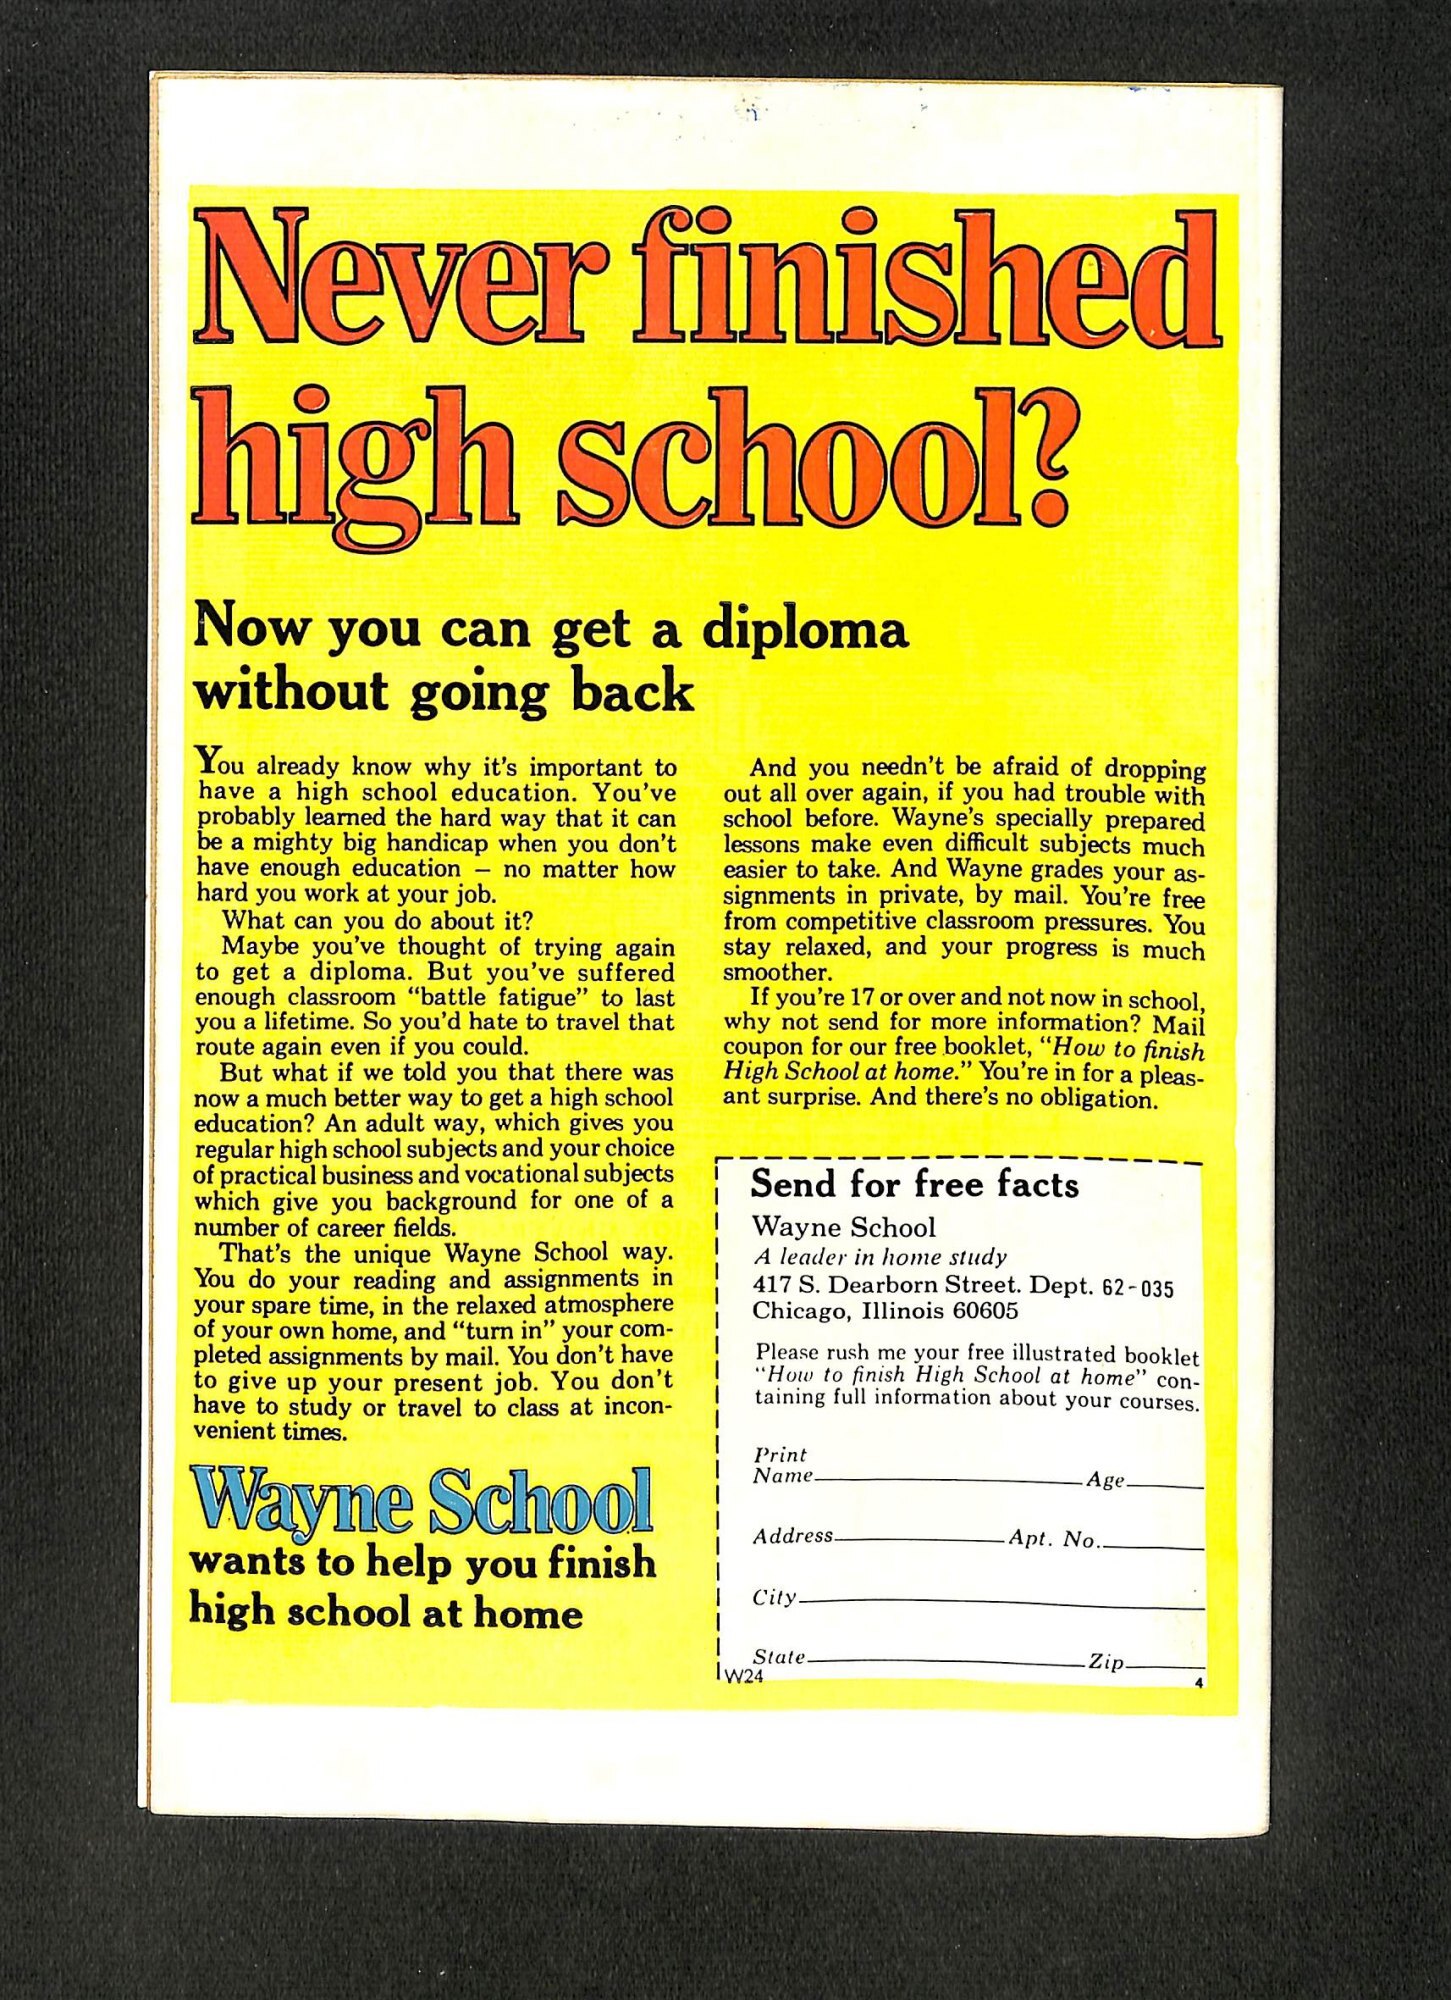 Never finished
high school?
Now you can get a diploma
without going back
You already know why it's important to
have a high school education. You've
probably learned the hard way that it can
be a mighty big handicap when you don't
have enough education — no matter how
hard you work at your job.
What can you do about it?
Maybe you've thought of trying again
to get a diploma. But you've suffered
enough classroom “battle fatigue” to last
you a lifetime. So you'd hate to travel that
route again even if you could.
But what if we told you that there was
now a much better way to get a high school
education? An adult way, which gives you
regular high school subjects and your choice
of practical business and vocational subjects
which give you background for one of a
number of career fields.
That's the unique Wayne School way.
You do your reading and assignments in
your spare time, in the relaxed atmosphere
of your own home, and “turn in” your com-
pleted assignments by mail. You don't have
to give up your present job. You don't
have to study or travel to class at incon-
venient times.
Wayne School
wants to help you finish
high school at home
And you needn't be afraid of dropping
out all over again, if you had trouble with
school before. Wayne's specially prepared
lessons make even difficult subjects much
easier to take. And Wayne grades your as-
signments in private, by mail. You're free
from competitive classroom pressures. You
stay relaxed, and your progress is much
smoother.
If you're 17 or over and not now in school,
why not send for more information? Mail
coupon for our free booklet, “How to finish
High School at home.” You're in for a pleas-
ant surprise. And there's no obligation.
Send for free facts
Wayne School
A leader in home study
417 S. Dearborn Street. Dept. 62-035
Chicago, Illinois 60605
Please rush me your free illustrated booklet
“How to finish High School at home” con-
taining full information about your courses.
Print
Name Age
Address Apt. No.
City
State Zip
W24 4